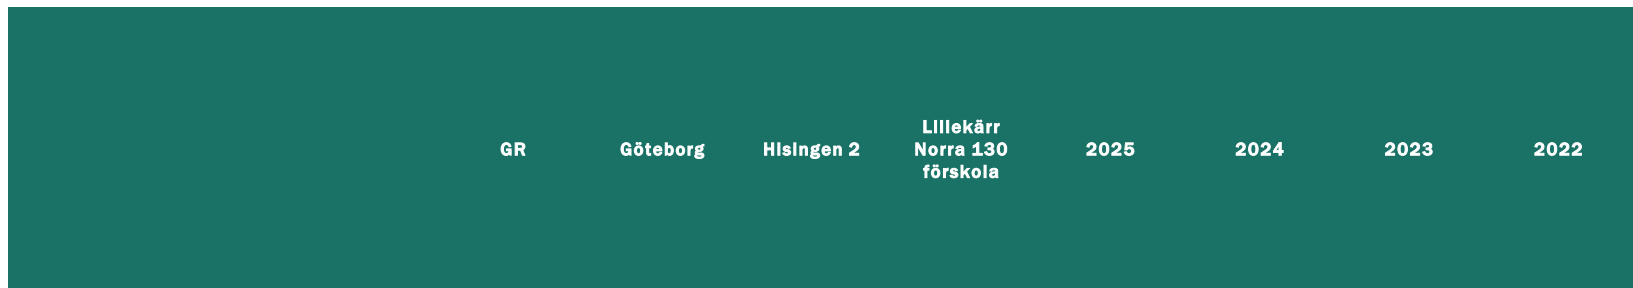 GR
Göteborg
Hisingen 2
Lillekärr
Norra 130
förskola
2025
2024
2023
2022